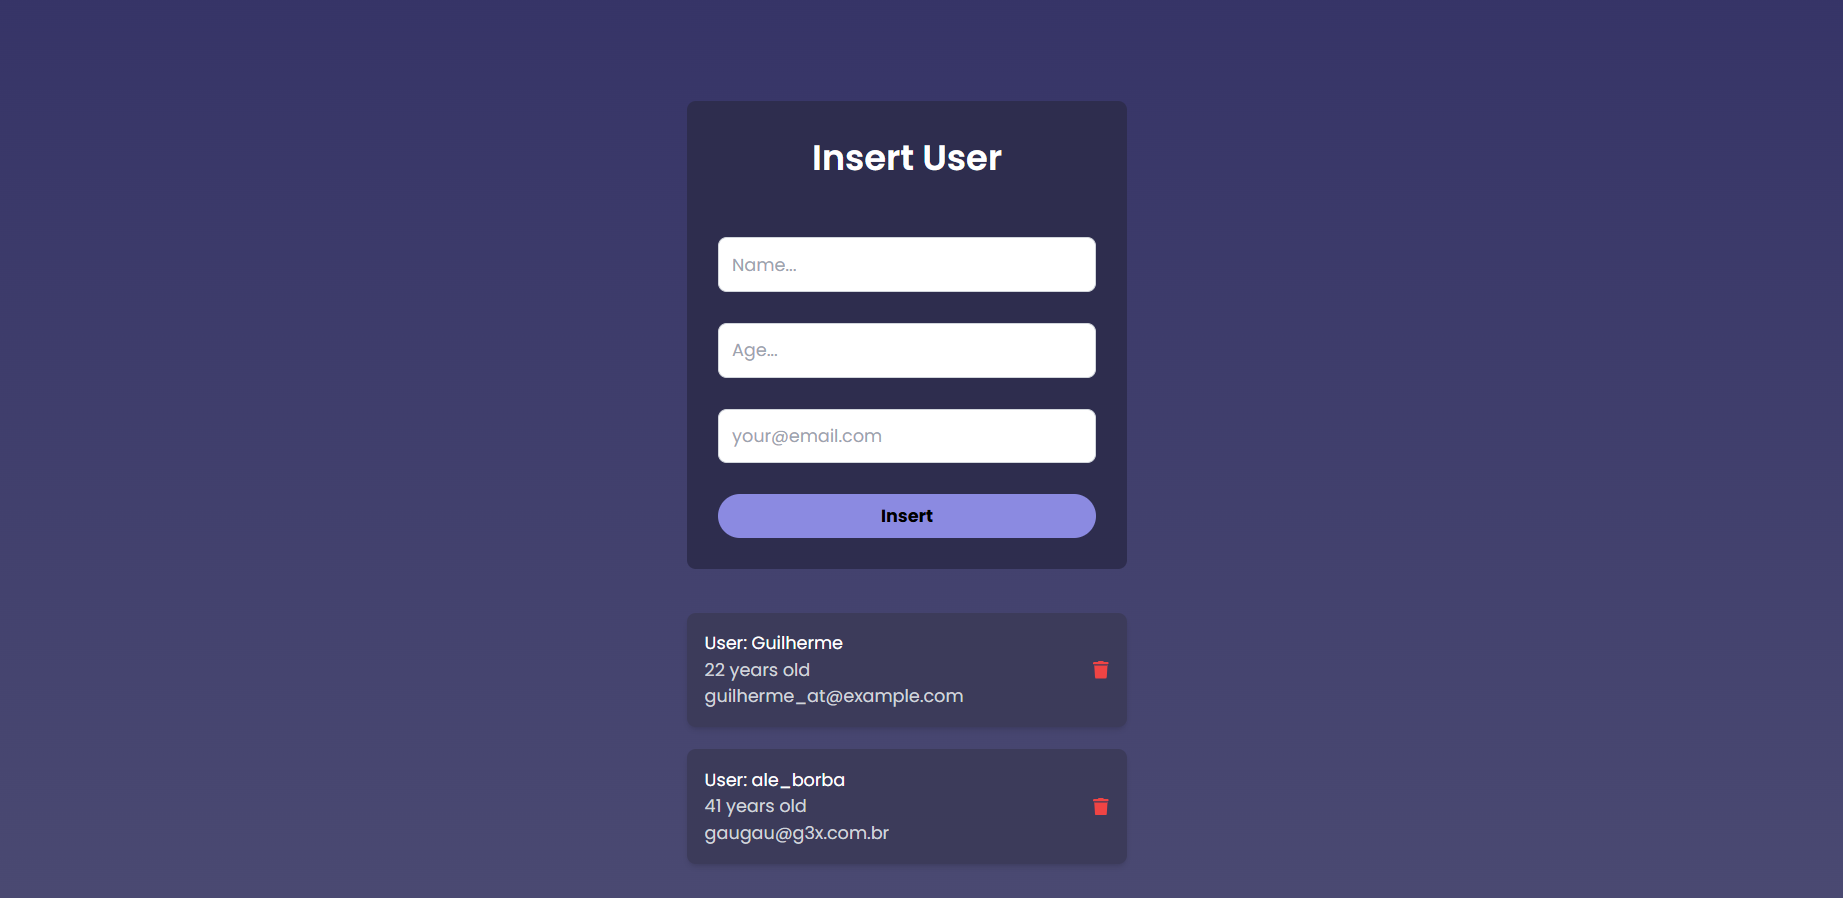 Insert User
Name...
Age...
your@email.com
Insert
User: Guilherme
22 years old
guilherme_at@example.com
User: ale_borba
41 years old
gaugau@g3x.com.br